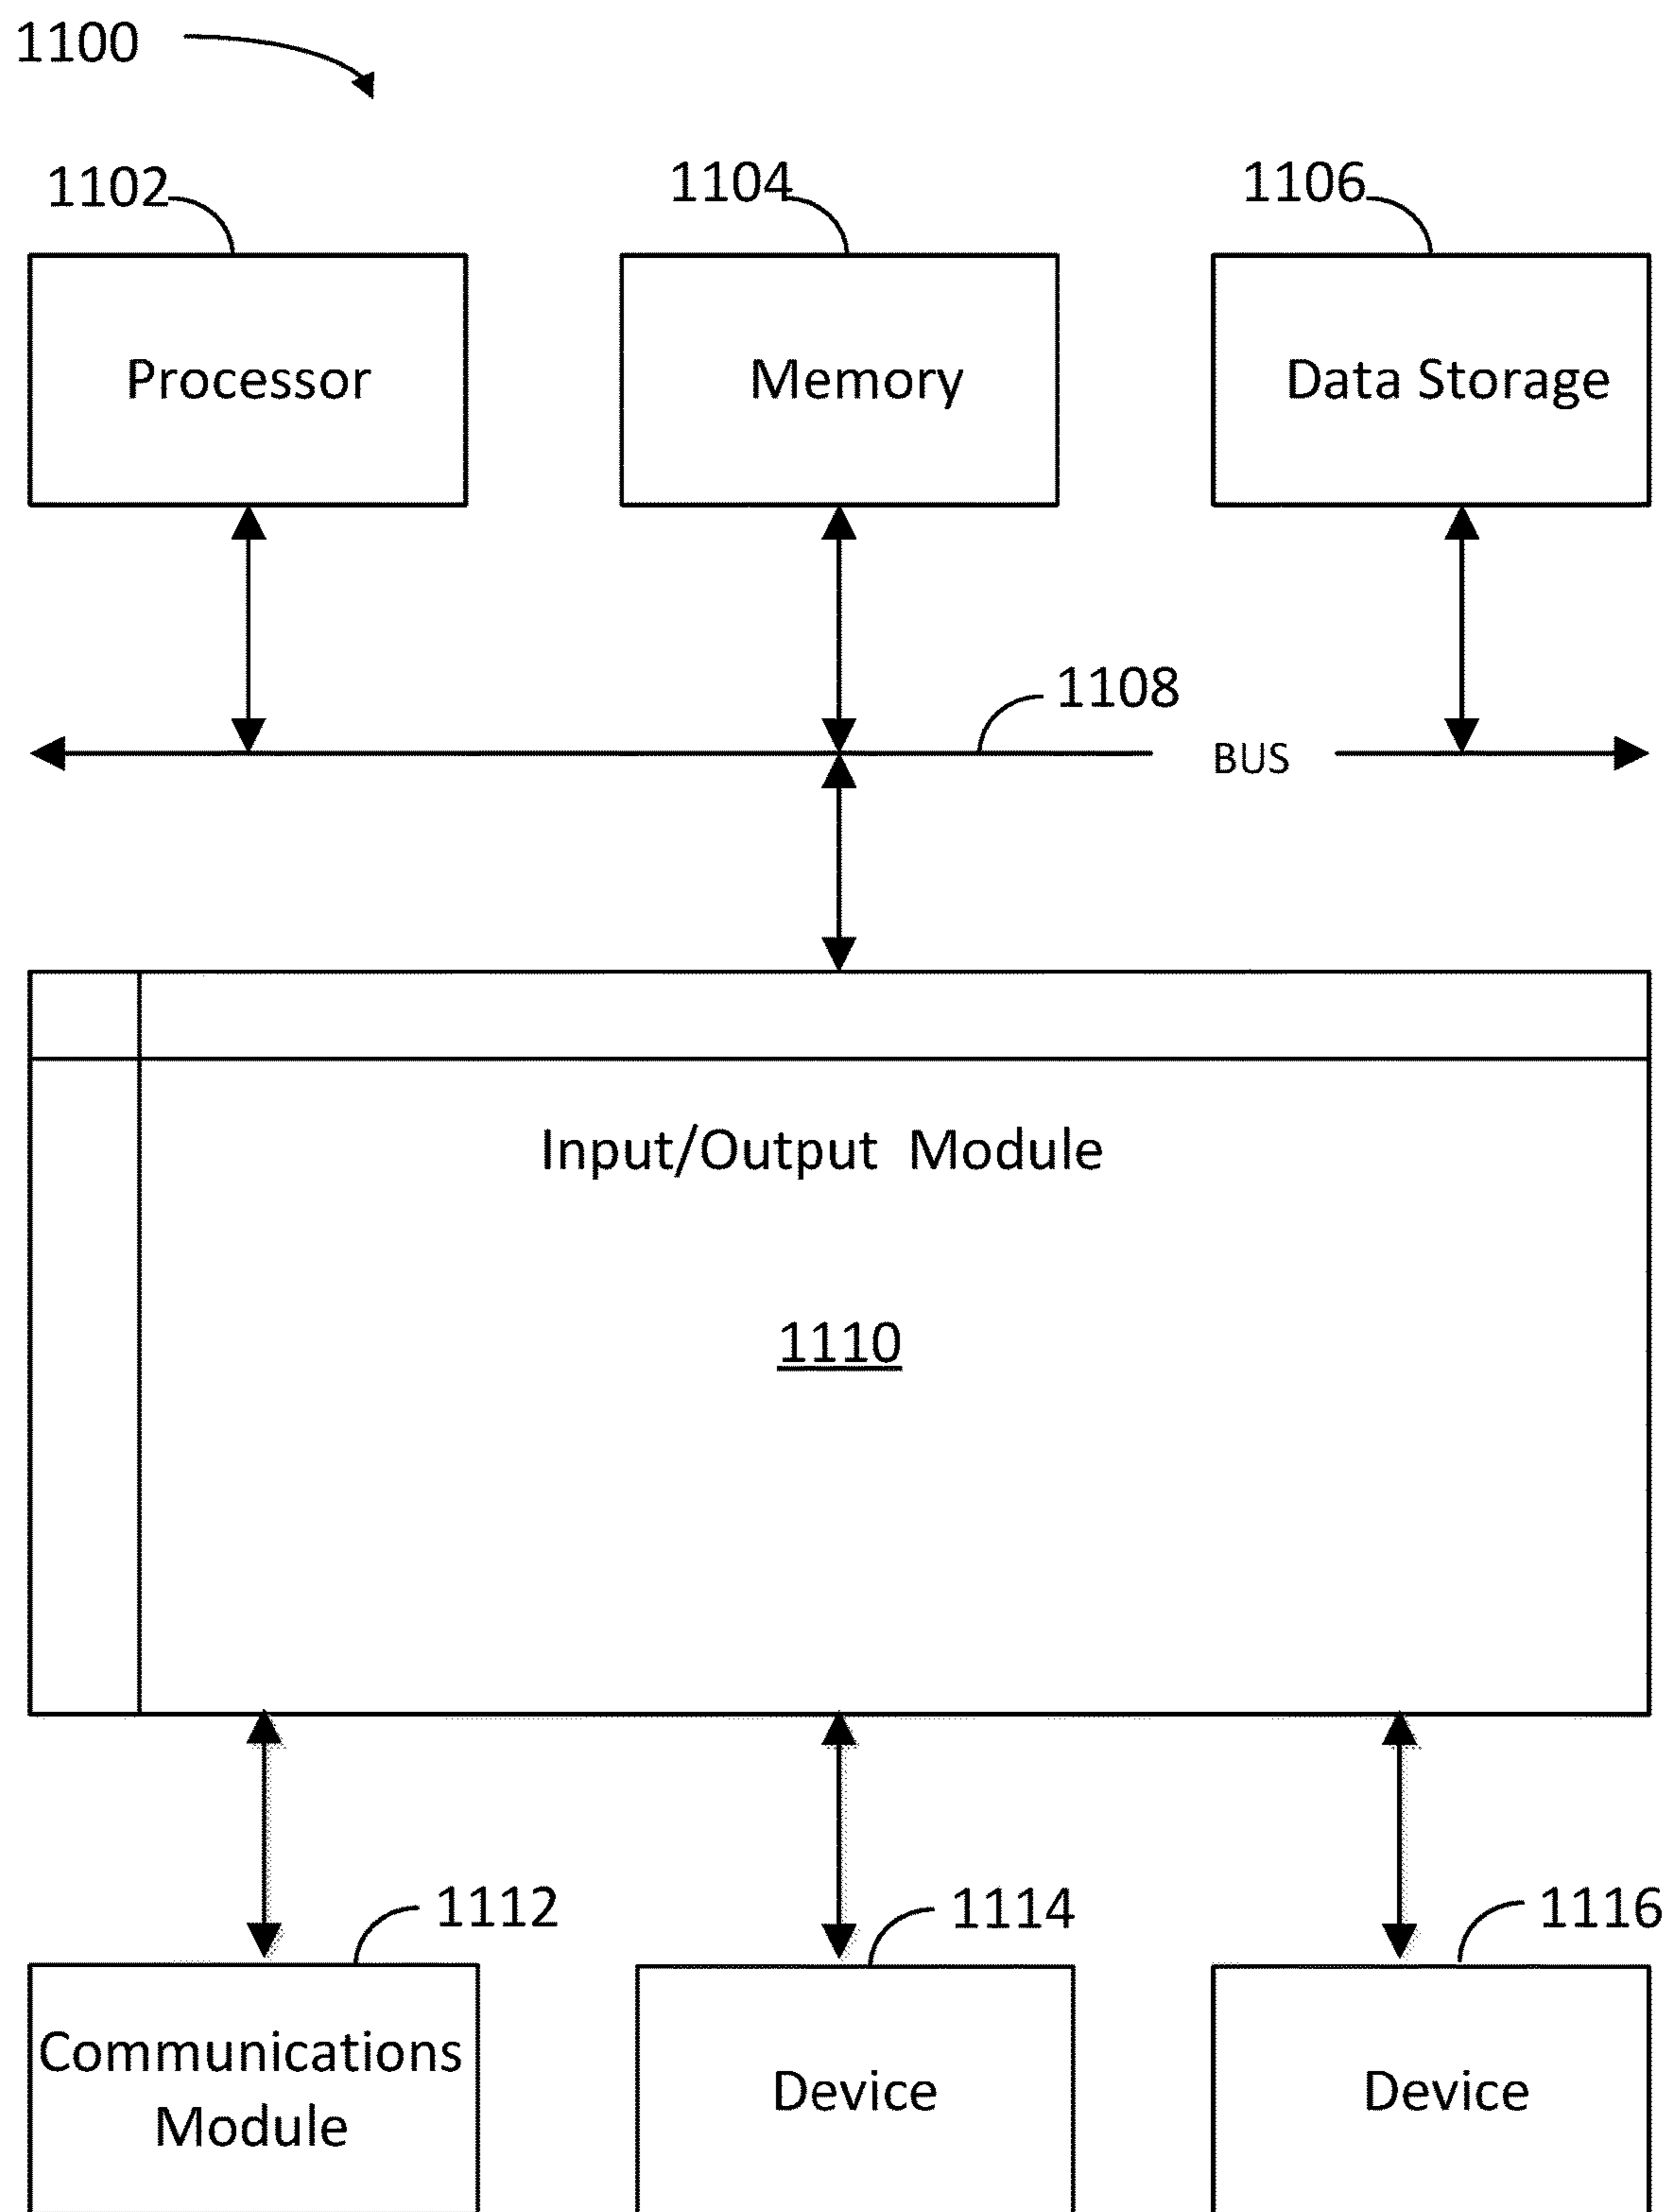 1100
1102
1104
1106
Processor
Memory
Data Storage
1108
BUS
Input/Output Module
1110
1112
1114
1116
Communications
Module
Device
Device